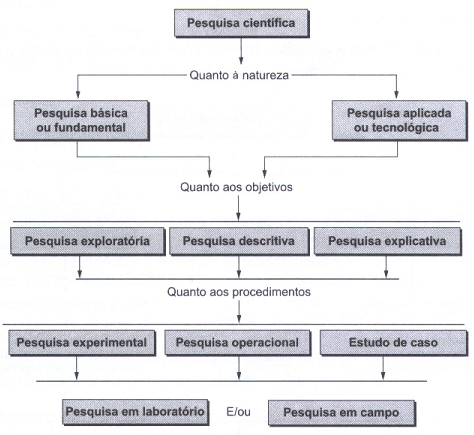 Pesquisa científica
Quanto à natureza
Pesquisa básica
ou fundamental
Pesquisa aplicada
ou tecnológica
Quanto aos objetivos
Pesquisa exploratória
Pesquisa descritiva
Pesquisa explicativa
Quanto aos procedimentos
Pesquisa experimental
Pesquisa operacional
Estudo de caso
Pesquisa em laboratório
E/ou
Pesquisa em campo